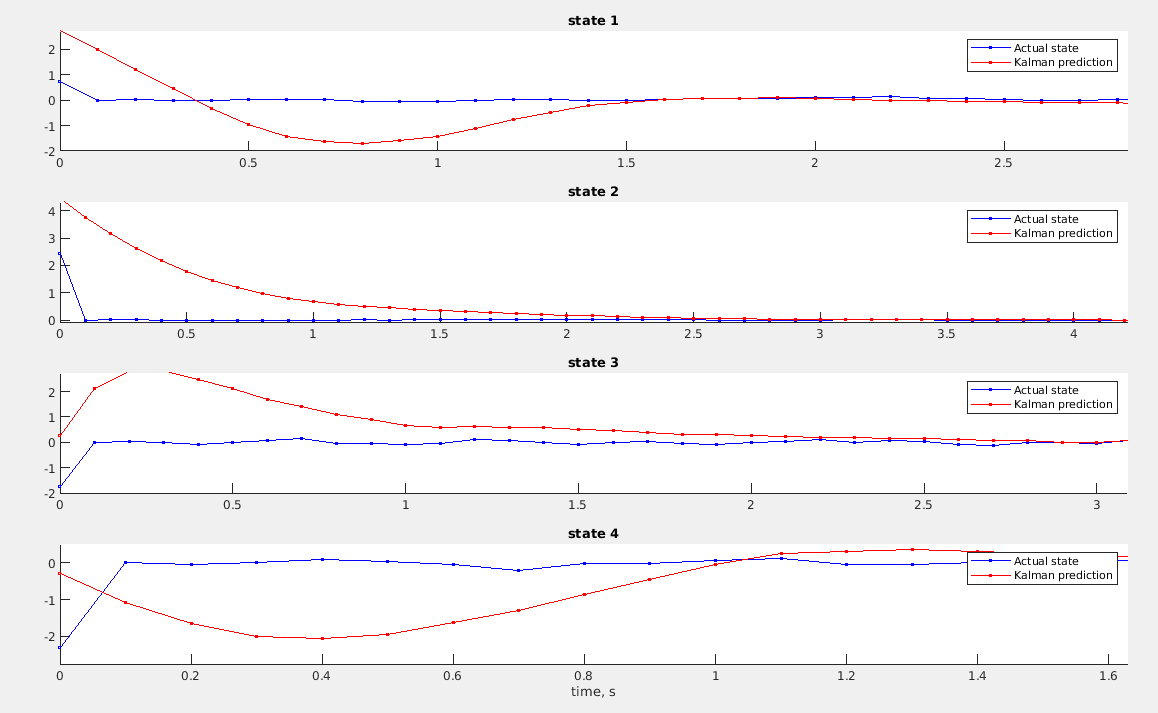 state 1
Actual state
Kalman prediction
2
1
0
-1
-2
0 0.5 1 1.5 2 2.5
state 2
Actual state
Kalman prediction
4
3
2
1
0
0 0.5 1 1.5 2 2.5 3 3.5 4
state 3
Actual state
Kalman prediction
2
1
0
-1
-2
0 0.5 1 1.5 2 2.5 3
state 4
Actual state
Kalman prediction
0
-1
-2
0 0.2 0.4 0.6 0.8 1 1.2 1.4 1.6
time, s